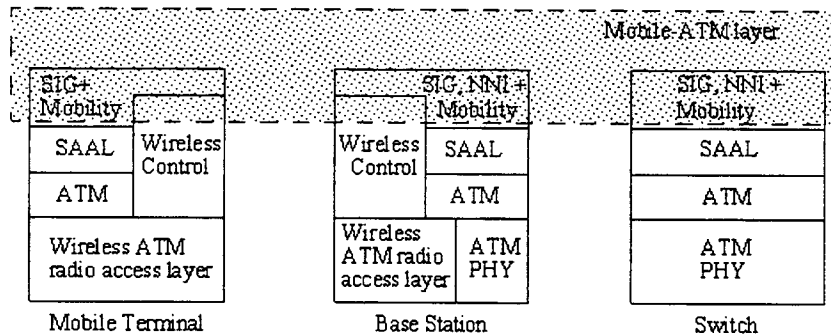 Mobile-ATM layer
SIG+
Mobility
SAAL
ATM
Wireless
Control
Wireless ATM
radio access layer
Mobile Terminal
SIG, NNI +
Mobility
Wireless
Control
SAAL
ATM
Wireless
ATM radio
access layer
ATM
PHY
Base Station
SIG, NNI +
Mobility
SAAL
ATM
ATM
PHY
Switch